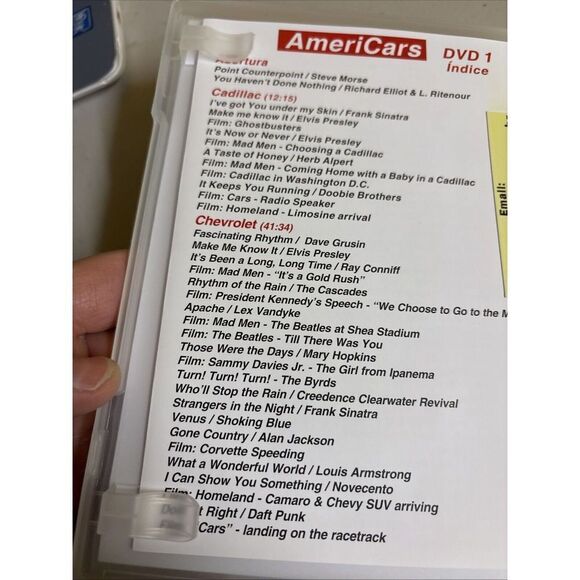 AmeriCars
DVD 1
Índice
Abertura
Point Counterpoint / Steve Morse
You Haven't Done Nothing / Richard Elliot & L. Ritenour
Cadillac (12:15)
I've got You under my Skin / Frank Sinatra
Make me know it / Elvis Presley
Film: Ghostbusters
It's Now or Never / Elvis Presley
Film: Mad Men - Choosing a Cadillac
A Taste of Honey / Herb Alpert
Film: Mad Men - Coming Home with a Baby in a Cadillac
Film: Cadillac in Washington D.C.
It Keeps You Running / Doobie Brothers
Film: Cars - Radio Speaker
Film: Homeland - Limosine arrival
Chevrolet (41:34)
Fascinating Rhythm / Dave Grusin
Make Me Know It / Elvis Presley
It's Been a Long, Long Time / Ray Conniff
Film: Mad Men - "It's a Gold Rush"
Rhythm of the Rain / The Cascades
Film: President Kennedy's Speech - "We Choose to Go to the M
Apache / Lex Vandyke
Film: Mad Men - The Beatles at Shea Stadium
Film: The Beatles - Till There Was You
Those Were the Days / Mary Hopkins
Film: Sammy Davies Jr. - The Girl from Ipanema
Turn! Turn! Turn! - The Byrds
Who'll Stop the Rain / Creedence Clearwater Revival
Strangers in the Night / Frank Sinatra
Venus / Shoking Blue
Gone Country / Alan Jackson
Film: Corvette Speeding
What a Wonderful World / Louis Armstrong
I Can Show You Something / Novecento
Film: Homeland - Camaro & Chevy SUV arriving
Right / Daft Punk
Film Cars" - landing on the racetrack
Email: